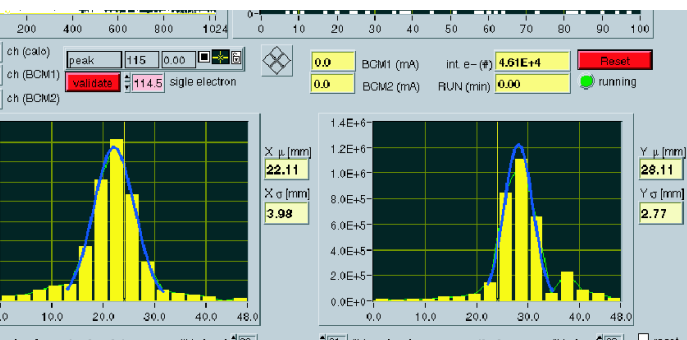 200 400 600 800 1024
0
0 10 20 30 40 50 60 70 80 90 100
ch (calo)
ch (BCM1)
ch (BCM2)
peak 115 0.00
validate 114.5 sigle electron
0.0 BCM1 (mA) int. e- (#) 4.61E+4 Reset
0.0 BCM2 (mA) RUN (min) 0.00 running
X µ [mm]
22.11
X σ [mm]
3.98
10.0 20.0 30.0 40.0 48.0
1.4E+6
1.2E+6
1.0E+6
8.0E+5
6.0E+5
4.0E+5
2.0E+5
0.0E+0
0.0 10.0 20.0 30.0 40.0 48.0
Y µ [mm]
28.11
Y σ [mm]
2.77